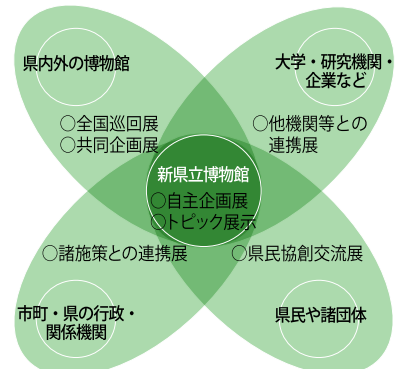 県内外の博物館
大学・研究機関・
企業など
○全国巡回展
○共同企画展
○他機関等との
連携展
新県立博物館
○自主企画展
○トピック展示
○諸施策との連携展
○県民協創交流展
市町・県の行政・
関係機関
県民や諸団体